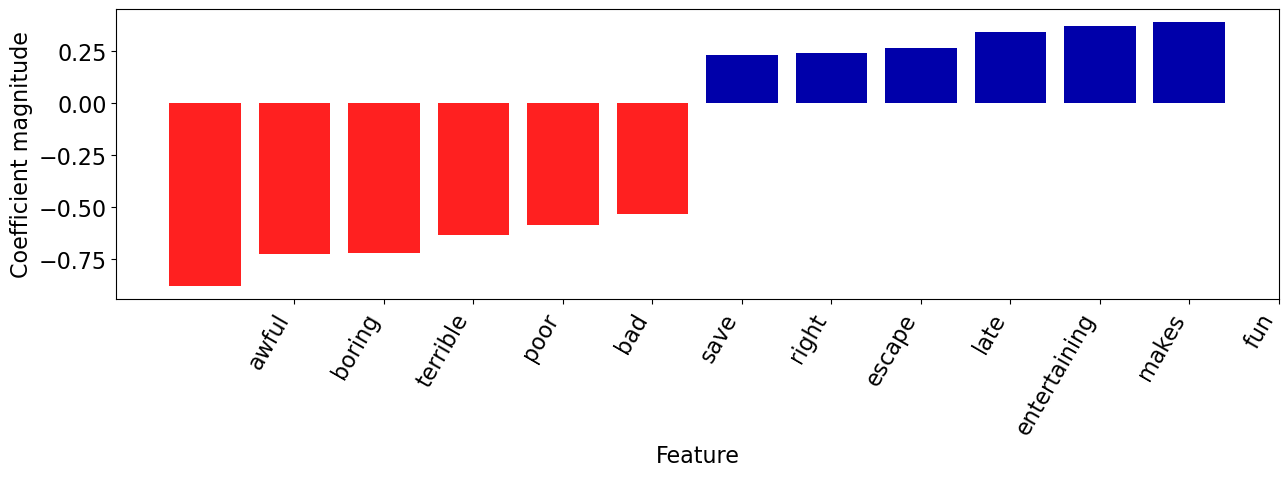 Coefficient magnitude
0.25
0.00
−0.25
−0.50
−0.75
awful
boring
terrible
poor
bad
save
right
escape
late
entertaining
makes
fun
Feature